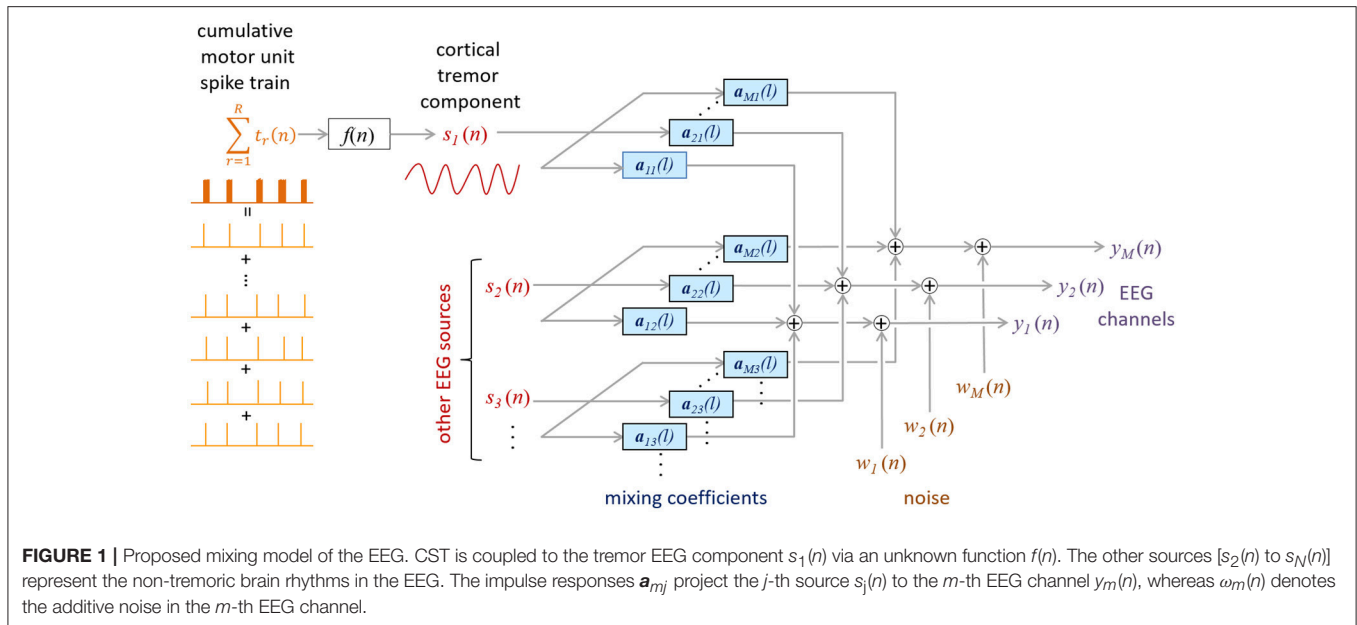 cumulative
motor unit
spike train
R
∑ t_r(n)
r=1
f(n)
cortical
tremor
component
s_1(n)
a_M1(l)
a_21(l)
a_11(l)
=
+
+
+
+
+
other EEG sources
s_2(n)
s_3(n)
a_M2(l)
a_22(l)
a_12(l)
a_M3(l)
a_23(l)
a_13(l)
+ +
+ +
+ +
y_M(n)
y_2(n)
y_1(n)
EEG
channels
w_M(n)
w_2(n)
w_1(n)
mixing coefficients
noise
FIGURE 1 | Proposed mixing model of the EEG. CST is coupled to the tremor EEG component s_1(n) via an unknown function f(n). The other sources [s_2(n) to s_N(n)]
represent the non-tremoric brain rhythms in the EEG. The impulse responses a_mj project the j-th source s_j(n) to the m-th EEG channel y_m(n), whereas ω_m(n) denotes
the additive noise in the m-th EEG channel.